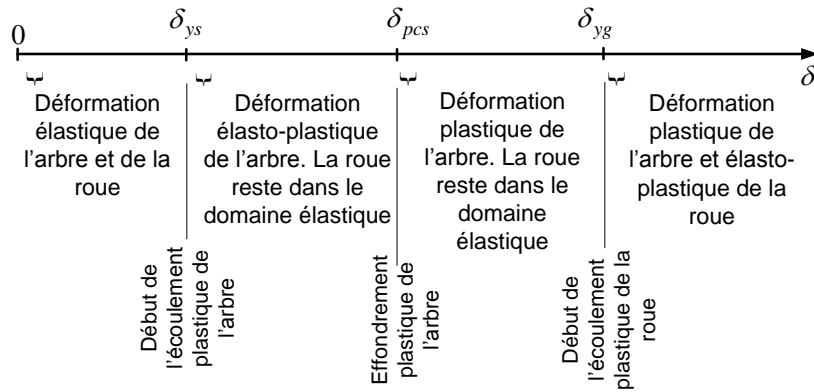 0
δys
δpcs
δyg
δ
Déformation
élastique de
l'arbre et de la
roue
Déformation
élasto-plastique
de l'arbre. La roue
reste dans le
domaine élastique
Déformation
plastique de
l'arbre. La roue
reste dans le
domaine
élastique
Déformation
plastique de
l'arbre et élasto-
plastique de la
roue
Début de
l'écoulement
plastique de
l'arbre
Effondrement
plastique de
l'arbre
Début de
l'écoulement
plastique de la
roue